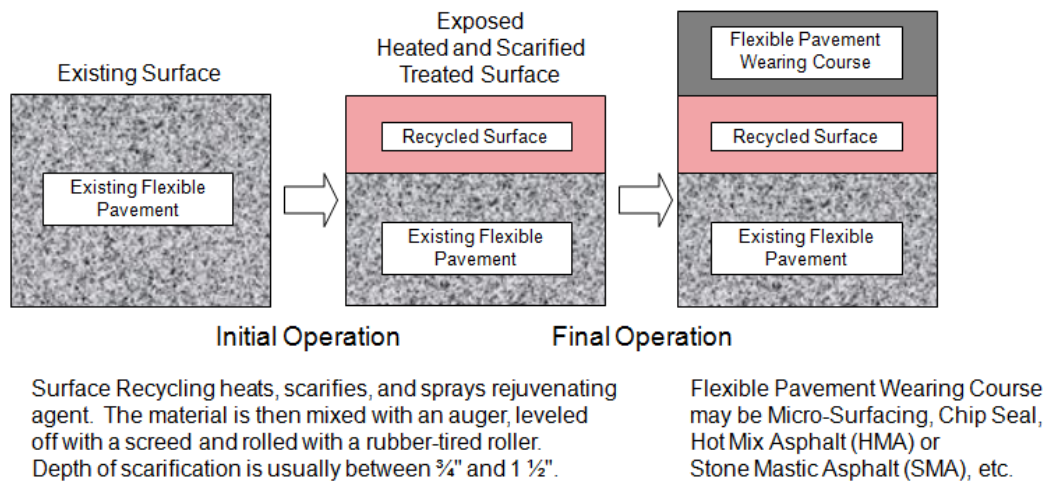 Existing Surface
Existing Flexible
Pavement
Exposed
Heated and Scarified
Treated Surface
Recycled Surface
Existing Flexible
Pavement
Flexible Pavement
Wearing Course
Recycled Surface
Existing Flexible
Pavement
Initial Operation
Final Operation
Surface Recycling heats, scarifies, and sprays rejuvenating
agent. The material is then mixed with an auger, leveled
off with a screed and rolled with a rubber-tired roller.
Depth of scarification is usually between ¾" and 1 ½".
Flexible Pavement Wearing Course
may be Micro-Surfacing, Chip Seal,
Hot Mix Asphalt (HMA) or
Stone Mastic Asphalt (SMA), etc.